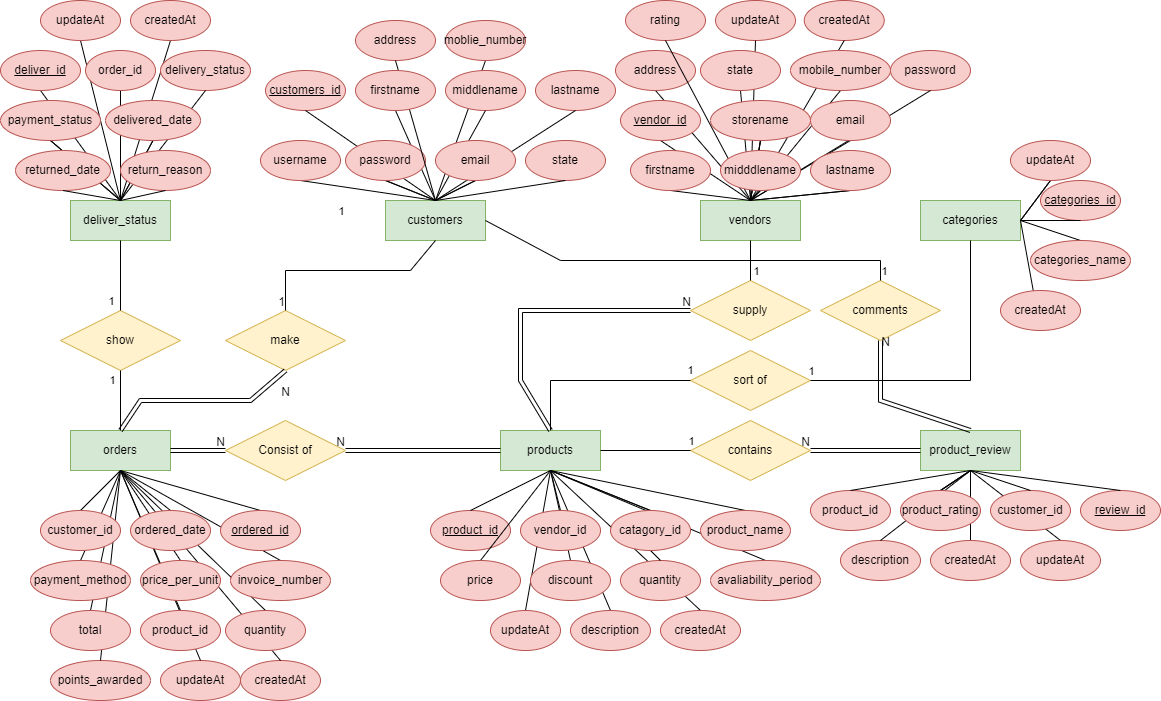 updateAt
createdAt
deliver_id
order_id
delivery_status
payment_status
delivered_date
returned_date
return_reason
deliver_status
address
moblie_number
customers_id
firstname
middlename
lastname
username
password
email
state
1
customers
rating
updateAt
createdAt
address
state
mobile_number
password
vendor_id
storename
email
firstname
midddlename
lastname
vendors
updateAt
categories_id
categories_name
createdAt
categories
1
show
1
1
make
N
1
supply
N
1
comments
N
1
sort of
1
orders
N
Consist of
N
products
1
contains
N
product_review
customer_id
ordered_date
ordered_id
payment_method
price_per_unit
invoice_number
total
product_id
quantity
points_awarded
updateAt
createdAt
product_id
vendor_id
catagory_id
product_name
price
discount
quantity
avaliability_period
updateAt
description
createdAt
product_id
product_rating
customer_id
review_id
description
createdAt
updateAt